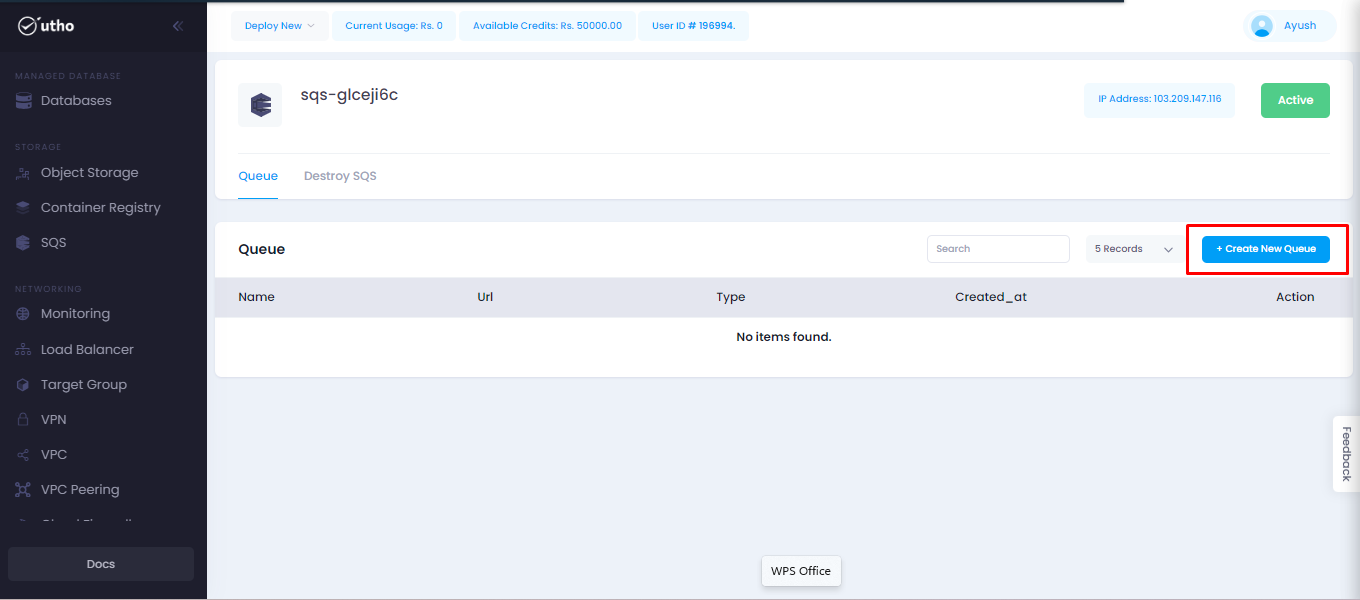 utho
Deploy New
Current Usage: Rs. 0
Available Credits: Rs. 50000.00
User ID # 196994.
Ayush
MANAGED DATABASE
Databases
STORAGE
Object Storage
Container Registry
SQS
NETWORKING
Monitoring
Load Balancer
Target Group
VPN
VPC
VPC Peering
Docs
sqs-glceji6c
IP Address: 103.209.147.116
Active
Queue
Destroy SQS
Queue
Search
5 Records
+ Create New Queue
Name
Url
Type
Created_at
Action
No items found.
Feedback
WPS Office